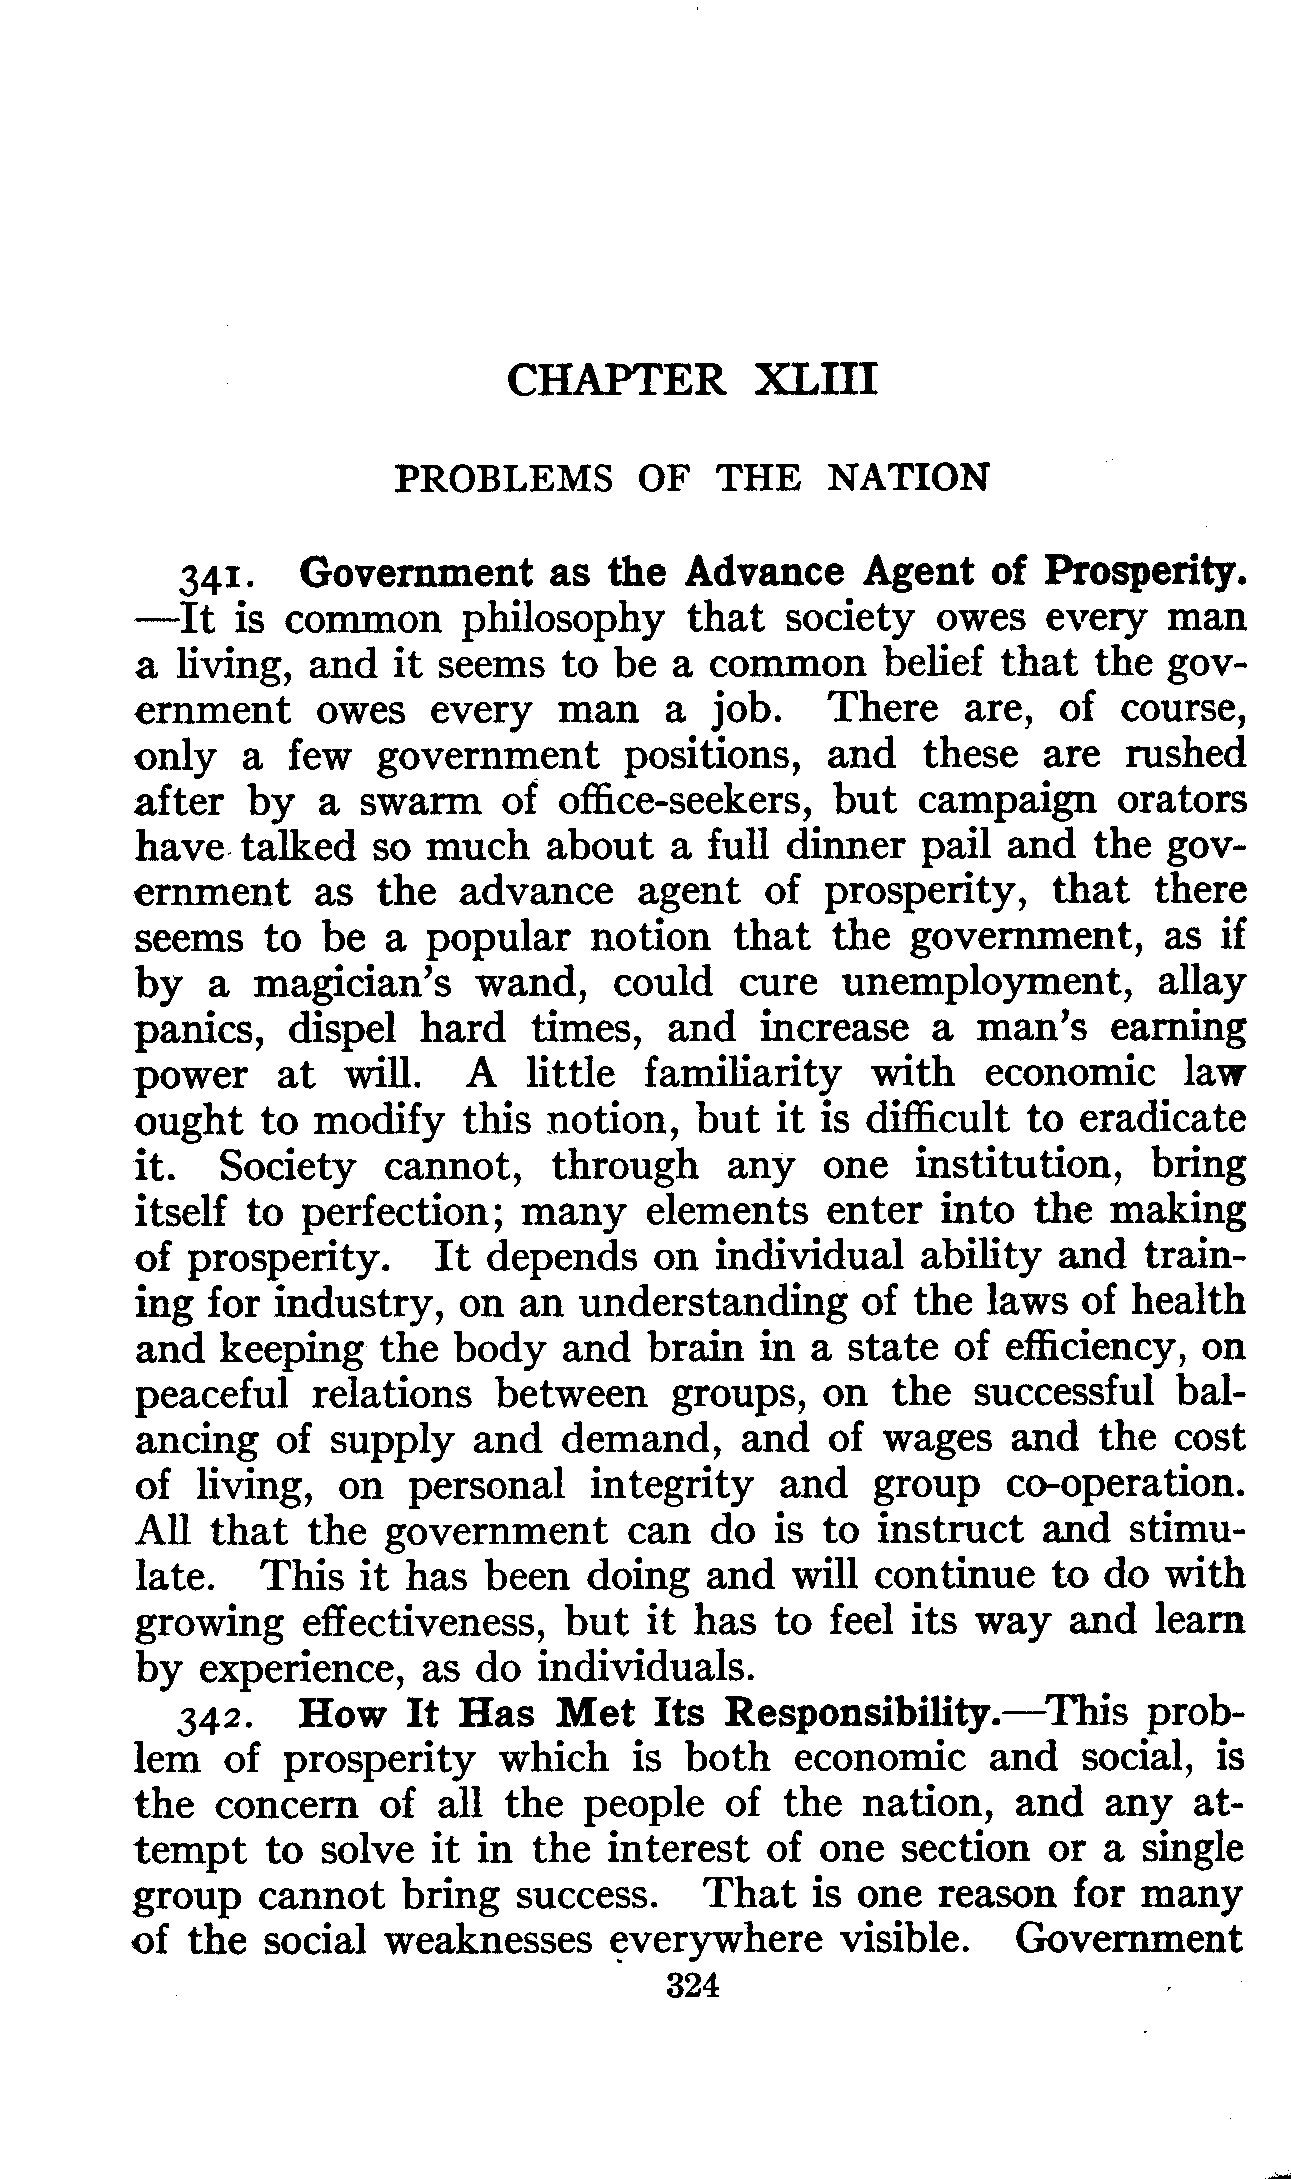 CHAPTER XLIII
PROBLEMS OF THE NATION
341. Government as the Advance Agent of Prosperity.
—It is common philosophy that society owes every man
a living, and it seems to be a common belief that the gov-
ernment owes every man a job. There are, of course,
only a few government positions, and these are rushed
after by a swarm of office-seekers, but campaign orators
have talked so much about a full dinner pail and the gov-
ernment as the advance agent of prosperity, that there
seems to be a popular notion that the government, as if
by a magician's wand, could cure unemployment, allay
panics, dispel hard times, and increase a man's earning
power at will. A little familiarity with economic law
ought to modify this notion, but it is difficult to eradicate
it. Society cannot, through any one institution, bring
itself to perfection; many elements enter into the making
of prosperity. It depends on individual ability and train-
ing for industry, on an understanding of the laws of health
and keeping the body and brain in a state of efficiency, on
peaceful relations between groups, on the successful bal-
ancing of supply and demand, and of wages and the cost
of living, on personal integrity and group co-operation.
All that the government can do is to instruct and stimu-
late. This it has been doing and will continue to do with
growing effectiveness, but it has to feel its way and learn
by experience, as do individuals.
342. How It Has Met Its Responsibility.—This prob-
lem of prosperity which is both economic and social, is
the concern of all the people of the nation, and any at-
tempt to solve it in the interest of one section or a single
group cannot bring success. That is one reason for many
of the social weaknesses everywhere visible. Government
324